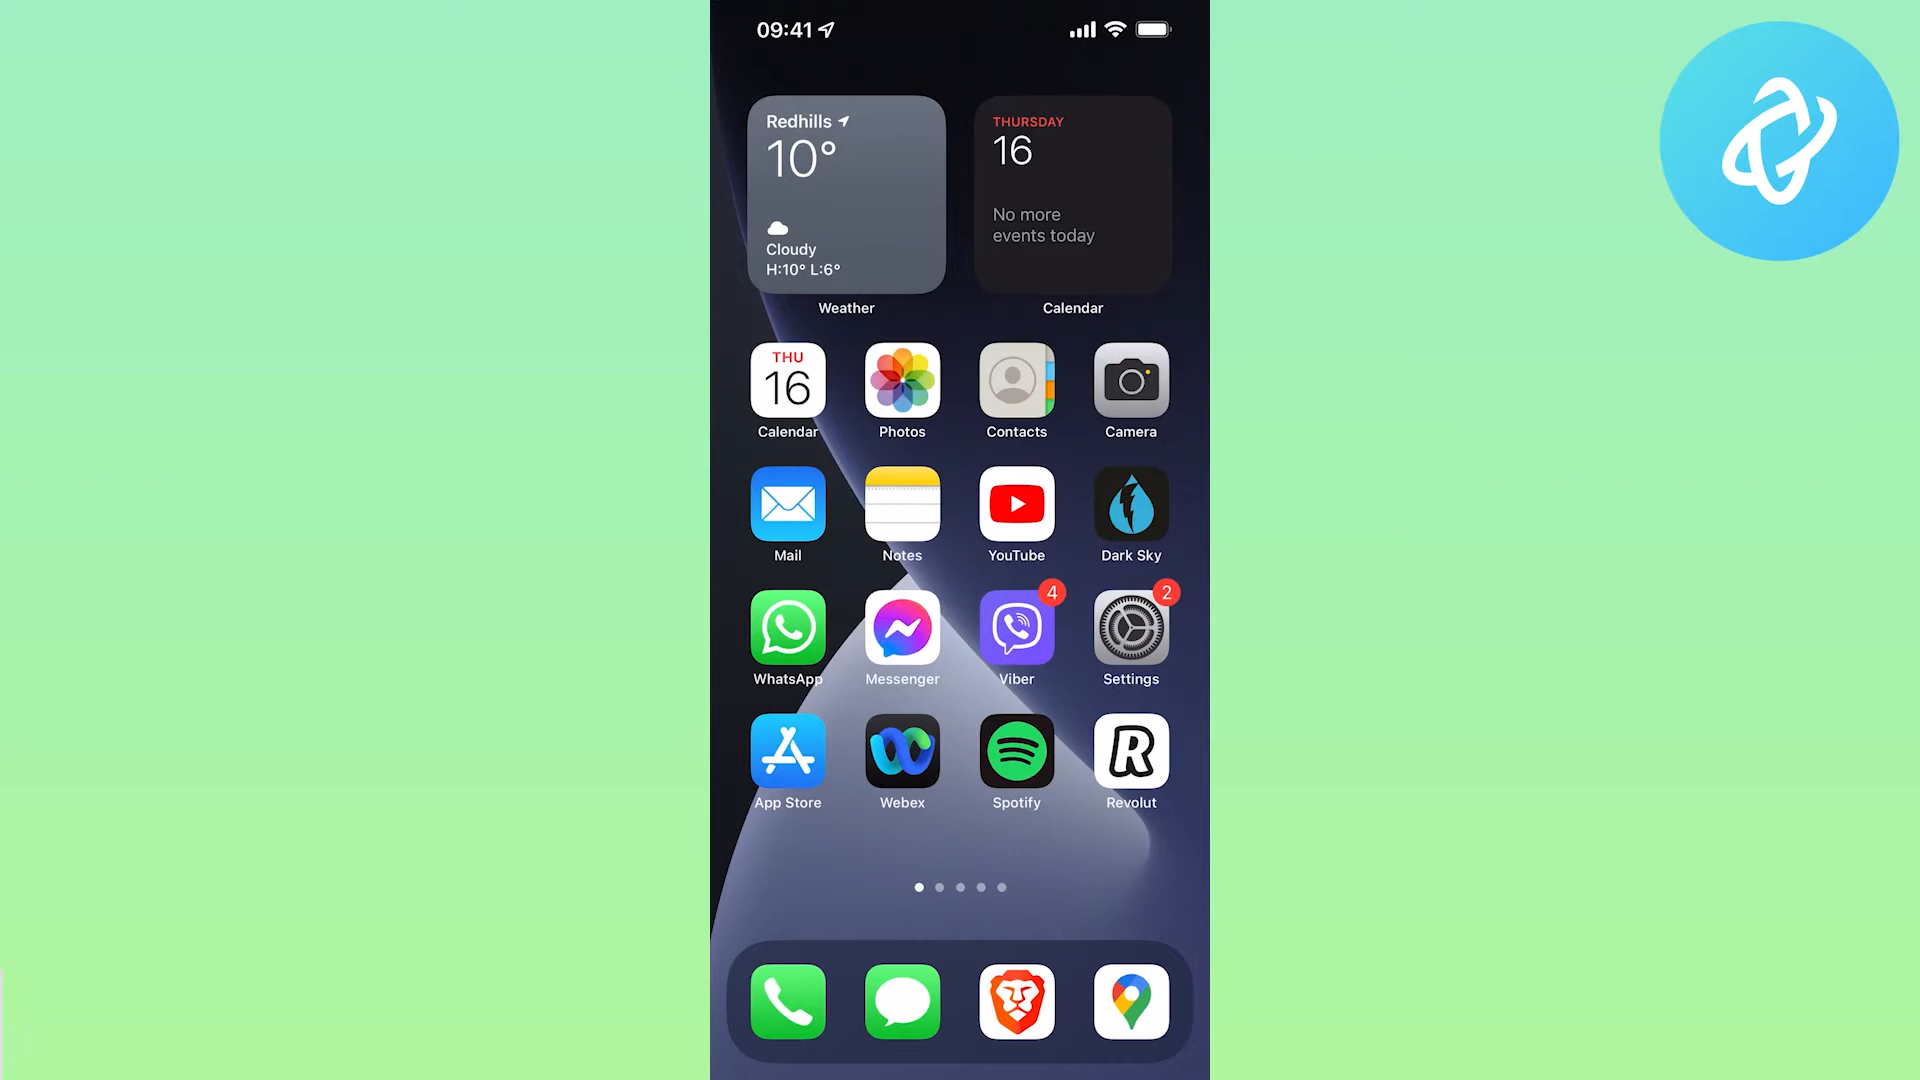 09:41
Redhills
10°
Cloudy
H:10° L:6°
Weather
THURSDAY
16
No more
events today
Calendar
THU
16
Calendar
Photos
Contacts
Camera
Mail
Notes
YouTube
Dark Sky
4
2
WhatsApp
Messenger
Viber
Settings
R
App Store
Webex
Spotify
Revolut